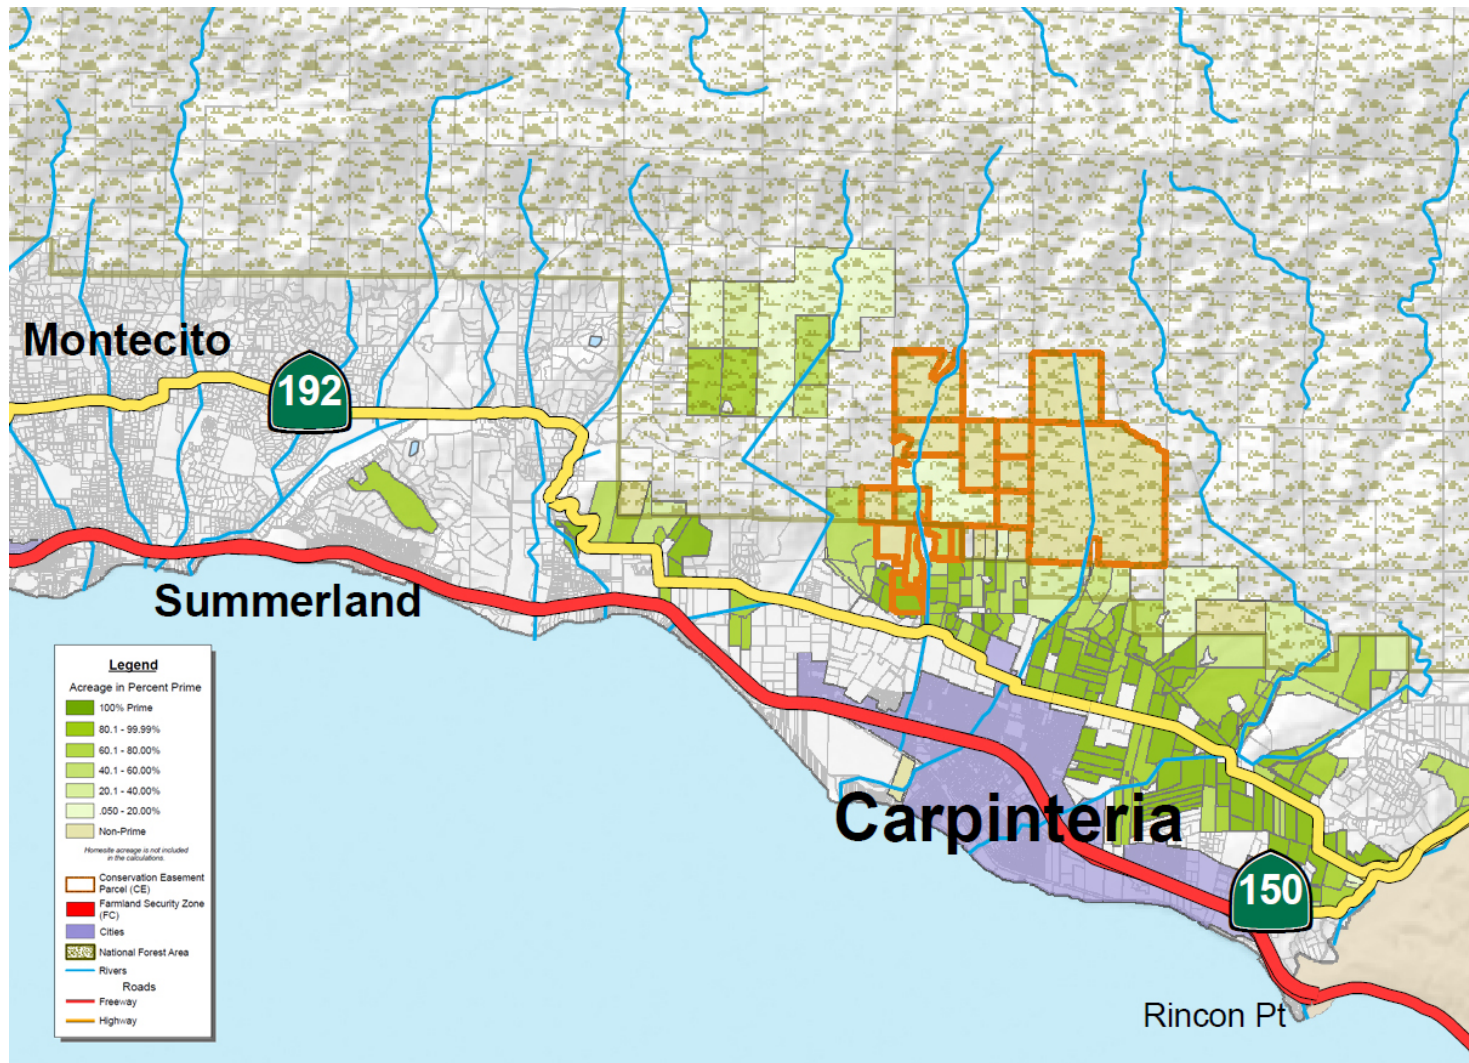 Montecito
192
Summerland
Legend
Acreage in Percent Prime
100% Prime
80.1 - 99.99%
60.1 - 80.00%
40.1 - 60.00%
20.1 - 40.00%
.050 - 20.00%
Non-Prime
Homesite acreage is not included
in the calculations.
Conservation Easement
Parcel (CE)
Farmland Security Zone
(FC)
Cities
National Forest Area
Rivers
Roads
Freeway
Highway
Carpinteria
150
Rincon Pt